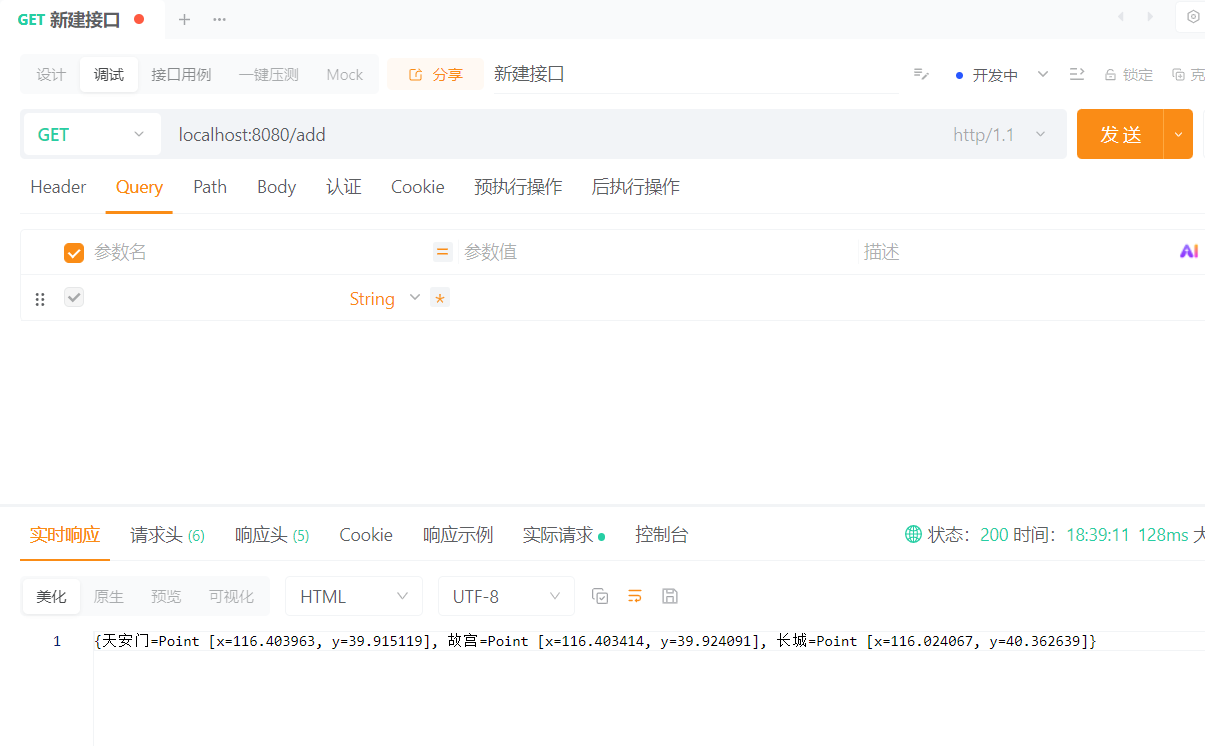 GET 新建接口
设计 调试 接口用例 一键压测 Mock 分享 新建接口 开发中 锁定 克
GET localhost:8080/add http/1.1 发送
Header Query Path Body 认证 Cookie 预执行操作 后执行操作
参数名 = 参数值 描述 AI
String *
实时响应 请求头 (6) 响应头 (5) Cookie 响应示例 实际请求 控制台 状态: 200 时间: 18:39:11 128ms 大
美化 原生 预览 可视化 HTML UTF-8
1 {天安门=Point [x=116.403963, y=39.915119], 故宫=Point [x=116.403414, y=39.924091], 长城=Point [x=116.024067, y=40.362639]}